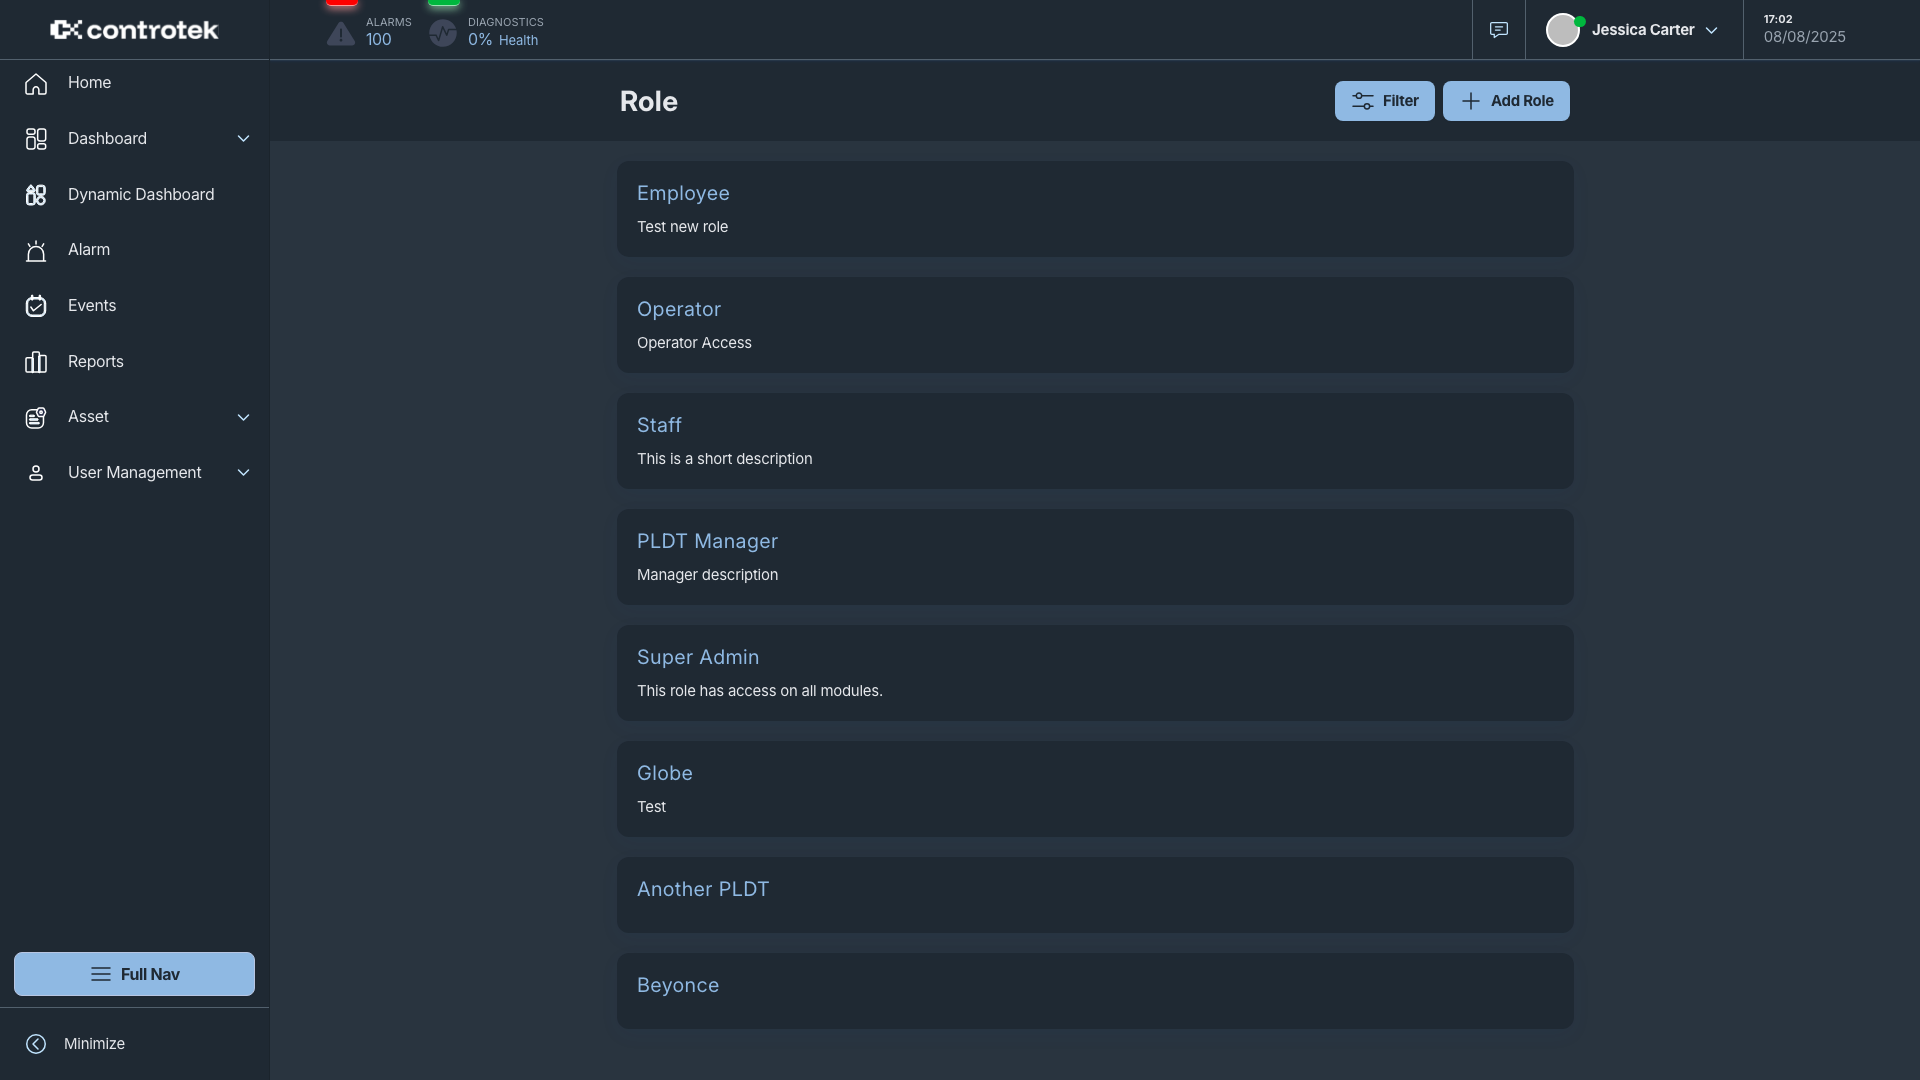 controtek
ALARMS
100
DIAGNOSTICS
0% Health
Jessica Carter
17:02
08/08/2025
Home
Dashboard
Dynamic Dashboard
Alarm
Events
Reports
Asset
User Management
Full Nav
Minimize
Role
Filter
Add Role
Employee
Test new role
Operator
Operator Access
Staff
This is a short description
PLDT Manager
Manager description
Super Admin
This role has access on all modules.
Globe
Test
Another PLDT
Beyonce